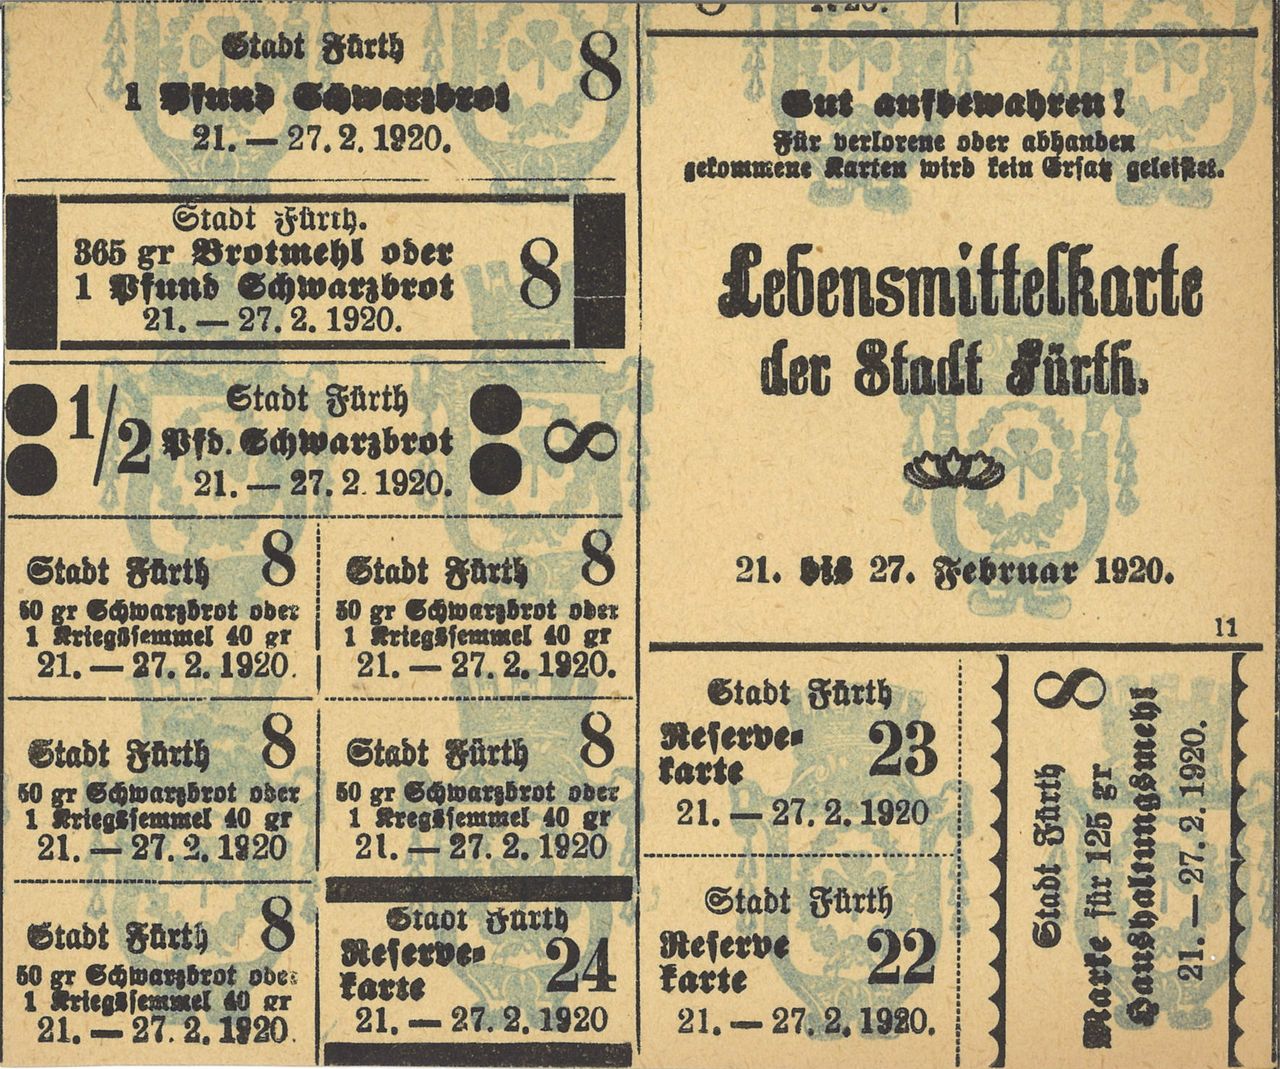 Stadt Fürth
8
1 Pfund Schwarzbrot
21. — 27. 2. 1920.
Stadt Fürth.
365 gr Brotmehl oder
8
1 Pfund Schwarzbrot
21. — 27. 2. 1920.
1/2
Stadt Fürth
Pfd. Schwarzbrot
8
21. — 27. 2. 1920.
Stadt Fürth 8
50 gr Schwarzbrot oder
1 Kriegssemmel 40 gr
21. — 27. 2. 1920.
Stadt Fürth 8
50 gr Schwarzbrot oder
1 Kriegssemmel 40 gr
21. — 27. 2. 1920.
Stadt Fürth 8
50 gr Schwarzbrot oder
1 Kriegssemmel 40 gr
21. — 27. 2. 1920
Stadt Fürth 8
50 gr Schwarzbrot oder
1 Kregssemmel 40 gr
21. — 27. 2. 1920
Stadt Fürth 8
50 gr Schwarzbrot oder
1 Kriegssemmel 40 gr
21. — 27. 2. 1920.
Stadt Fürth
Reserve-
karte
24
21. — 27. 2. 1920
8 1920.
Gut aufbewahren!
Für verlorene oder abhanden
gekommene Karten wird kein Ersatz geleistet.
Lebensmittelkarte
der Stadt Fürth.
21. bis 27. Februar 1920.
11
Stadt Fürth
Reserve-
karte
23
21. — 27. 2. 1920
Stadt Fürth
Reserve
karte
22
21. — 27. 2. 1920.
Stadt Fürth 8
Marke für 125 gr
Haushaltungsmehl
21. — 27. 2. 1920.